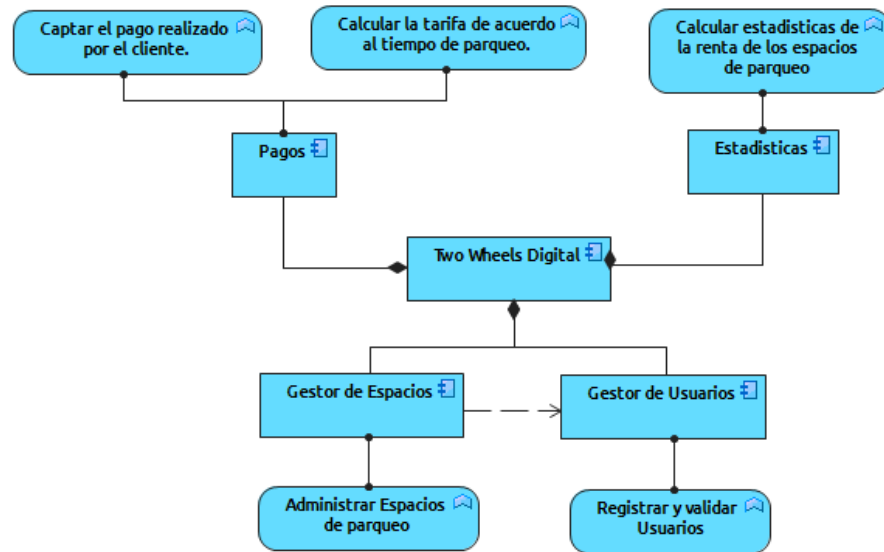 Captar el pago realizado
por el cliente.
Calcular la tarifa de acuerdo
al tiempo de parqueo.
Calcular estadisticas de
la renta de los espacios
de parqueo
Pagos
Estadisticas
Two Wheels Digital
Gestor de Espacios
Gestor de Usuarios
Administrar Espacios
de parqueo
Registrar y validar
Usuarios